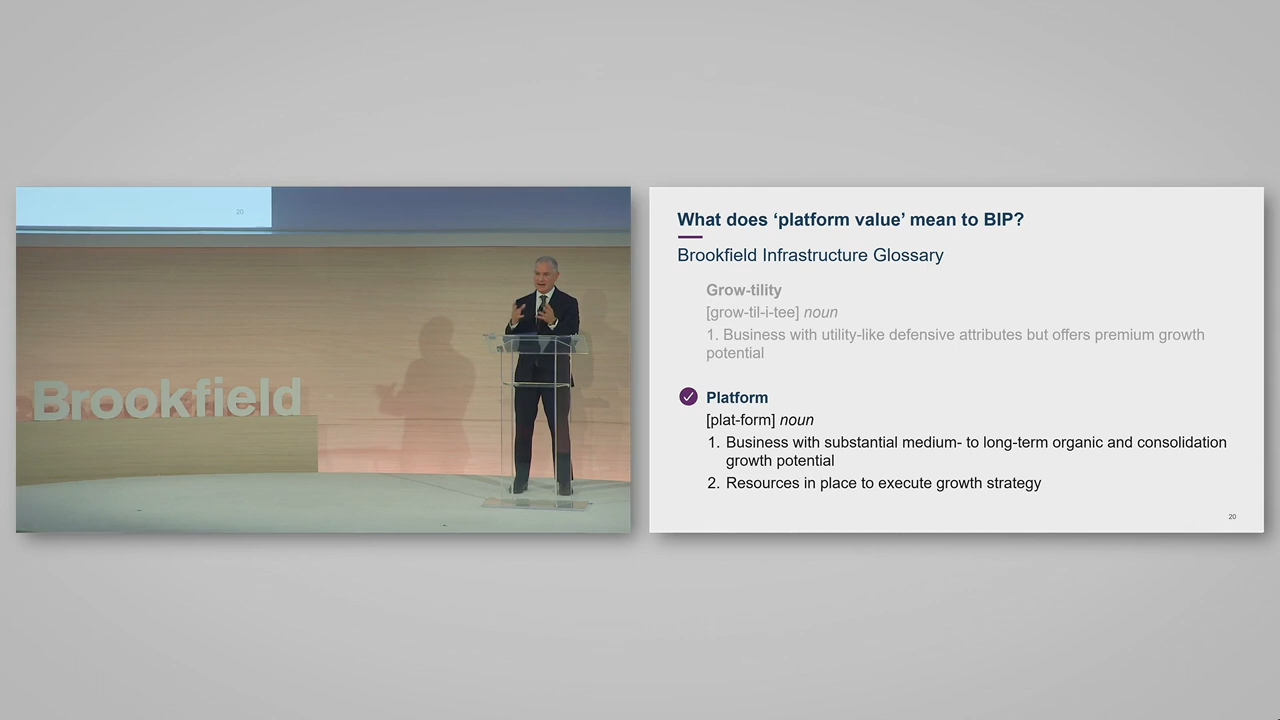 20
Brookfield
What does ‘platform value’ mean to BIP?
Brookfield Infrastructure Glossary
Grow-tility
[grow-til-i-tee] noun
1. Business with utility-like defensive attributes but offers premium growth
potential
Platform
[plat-form] noun
1. Business with substantial medium- to long-term organic and consolidation
growth potential
2. Resources in place to execute growth strategy
20